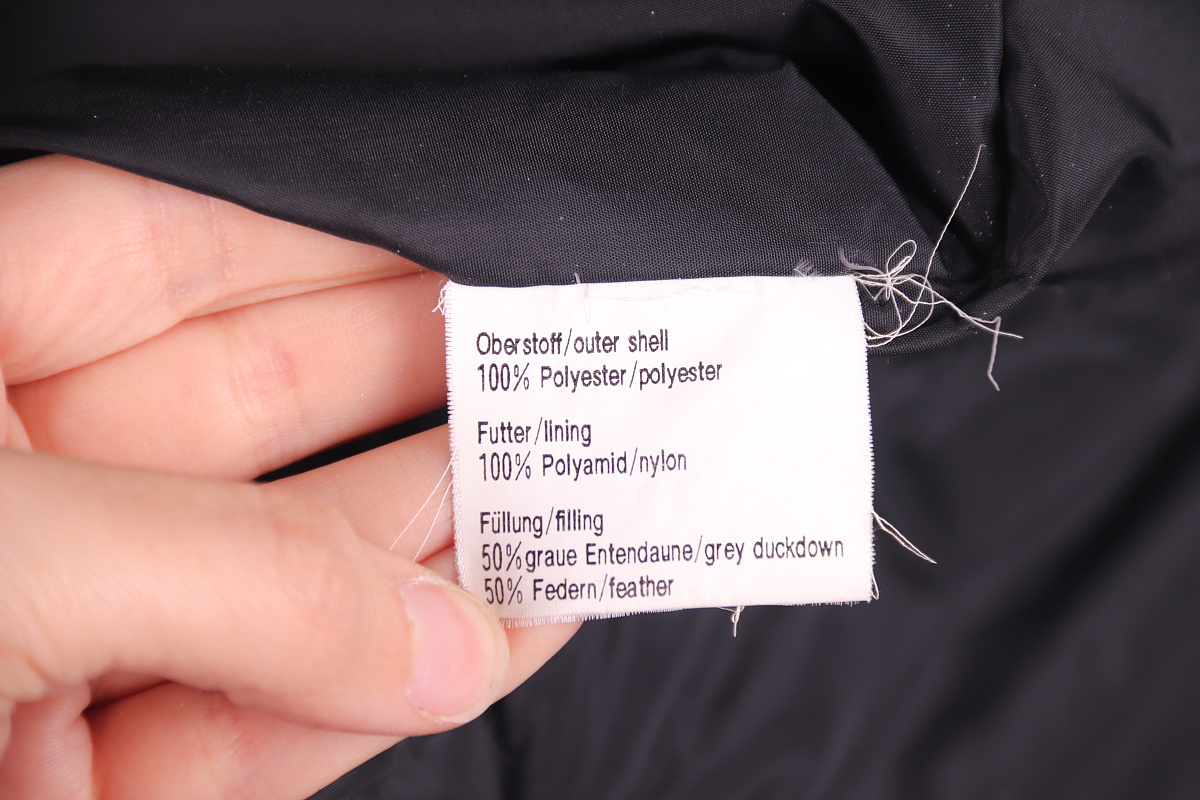 Oberstoff/outer shell
100% Polyester/polyester
Futter/lining
100% Polyamid/nylon
Füllung/filling
50%graue Entendaune/grey duckdown
50% Federn/feather